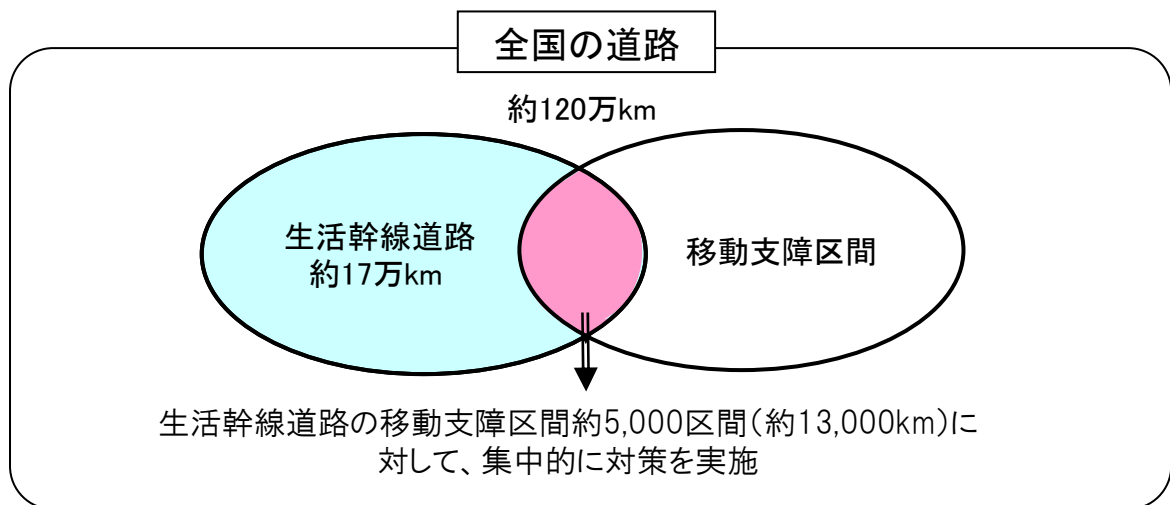 全国の道路
約120万km
生活幹線道路
約17万km
移動支障区間
生活幹線道路の移動支障区間約5,000区間(約13,000km)に
対して、集中的に対策を実施